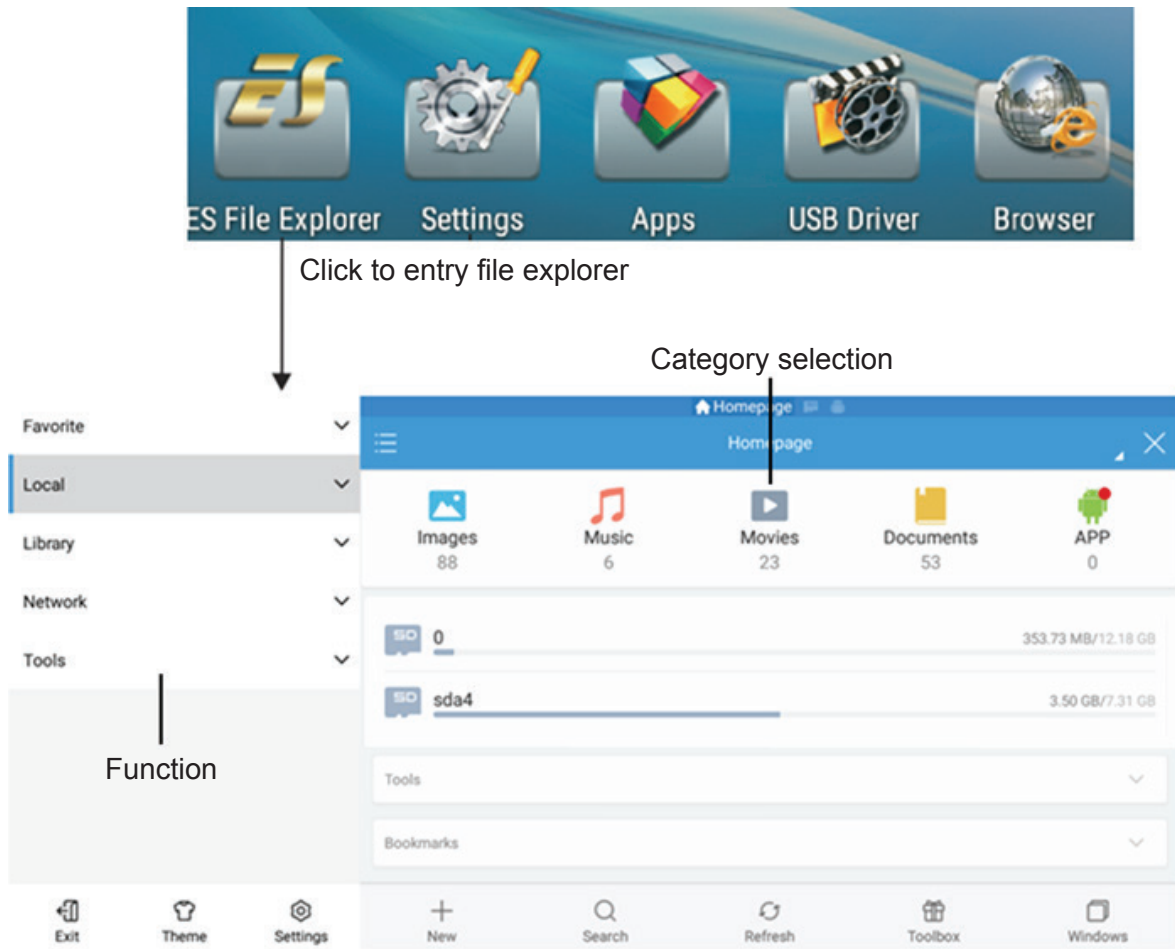 ES
ES File Explorer Settings Apps USB Driver Browser
Click to entry file explorer
Category selection
Favorite
Local
Library
Network
Tools
Function
Exit Theme Settings
Homepage
Homepage
Images Music Movies Documents APP
88 6 23 53 0
SD 0 353.73 MB/12.18 GB
SD sda4 3.50 GB/7.31 GB
Tools
Bookmarks
New Search Refresh Toolbox Windows